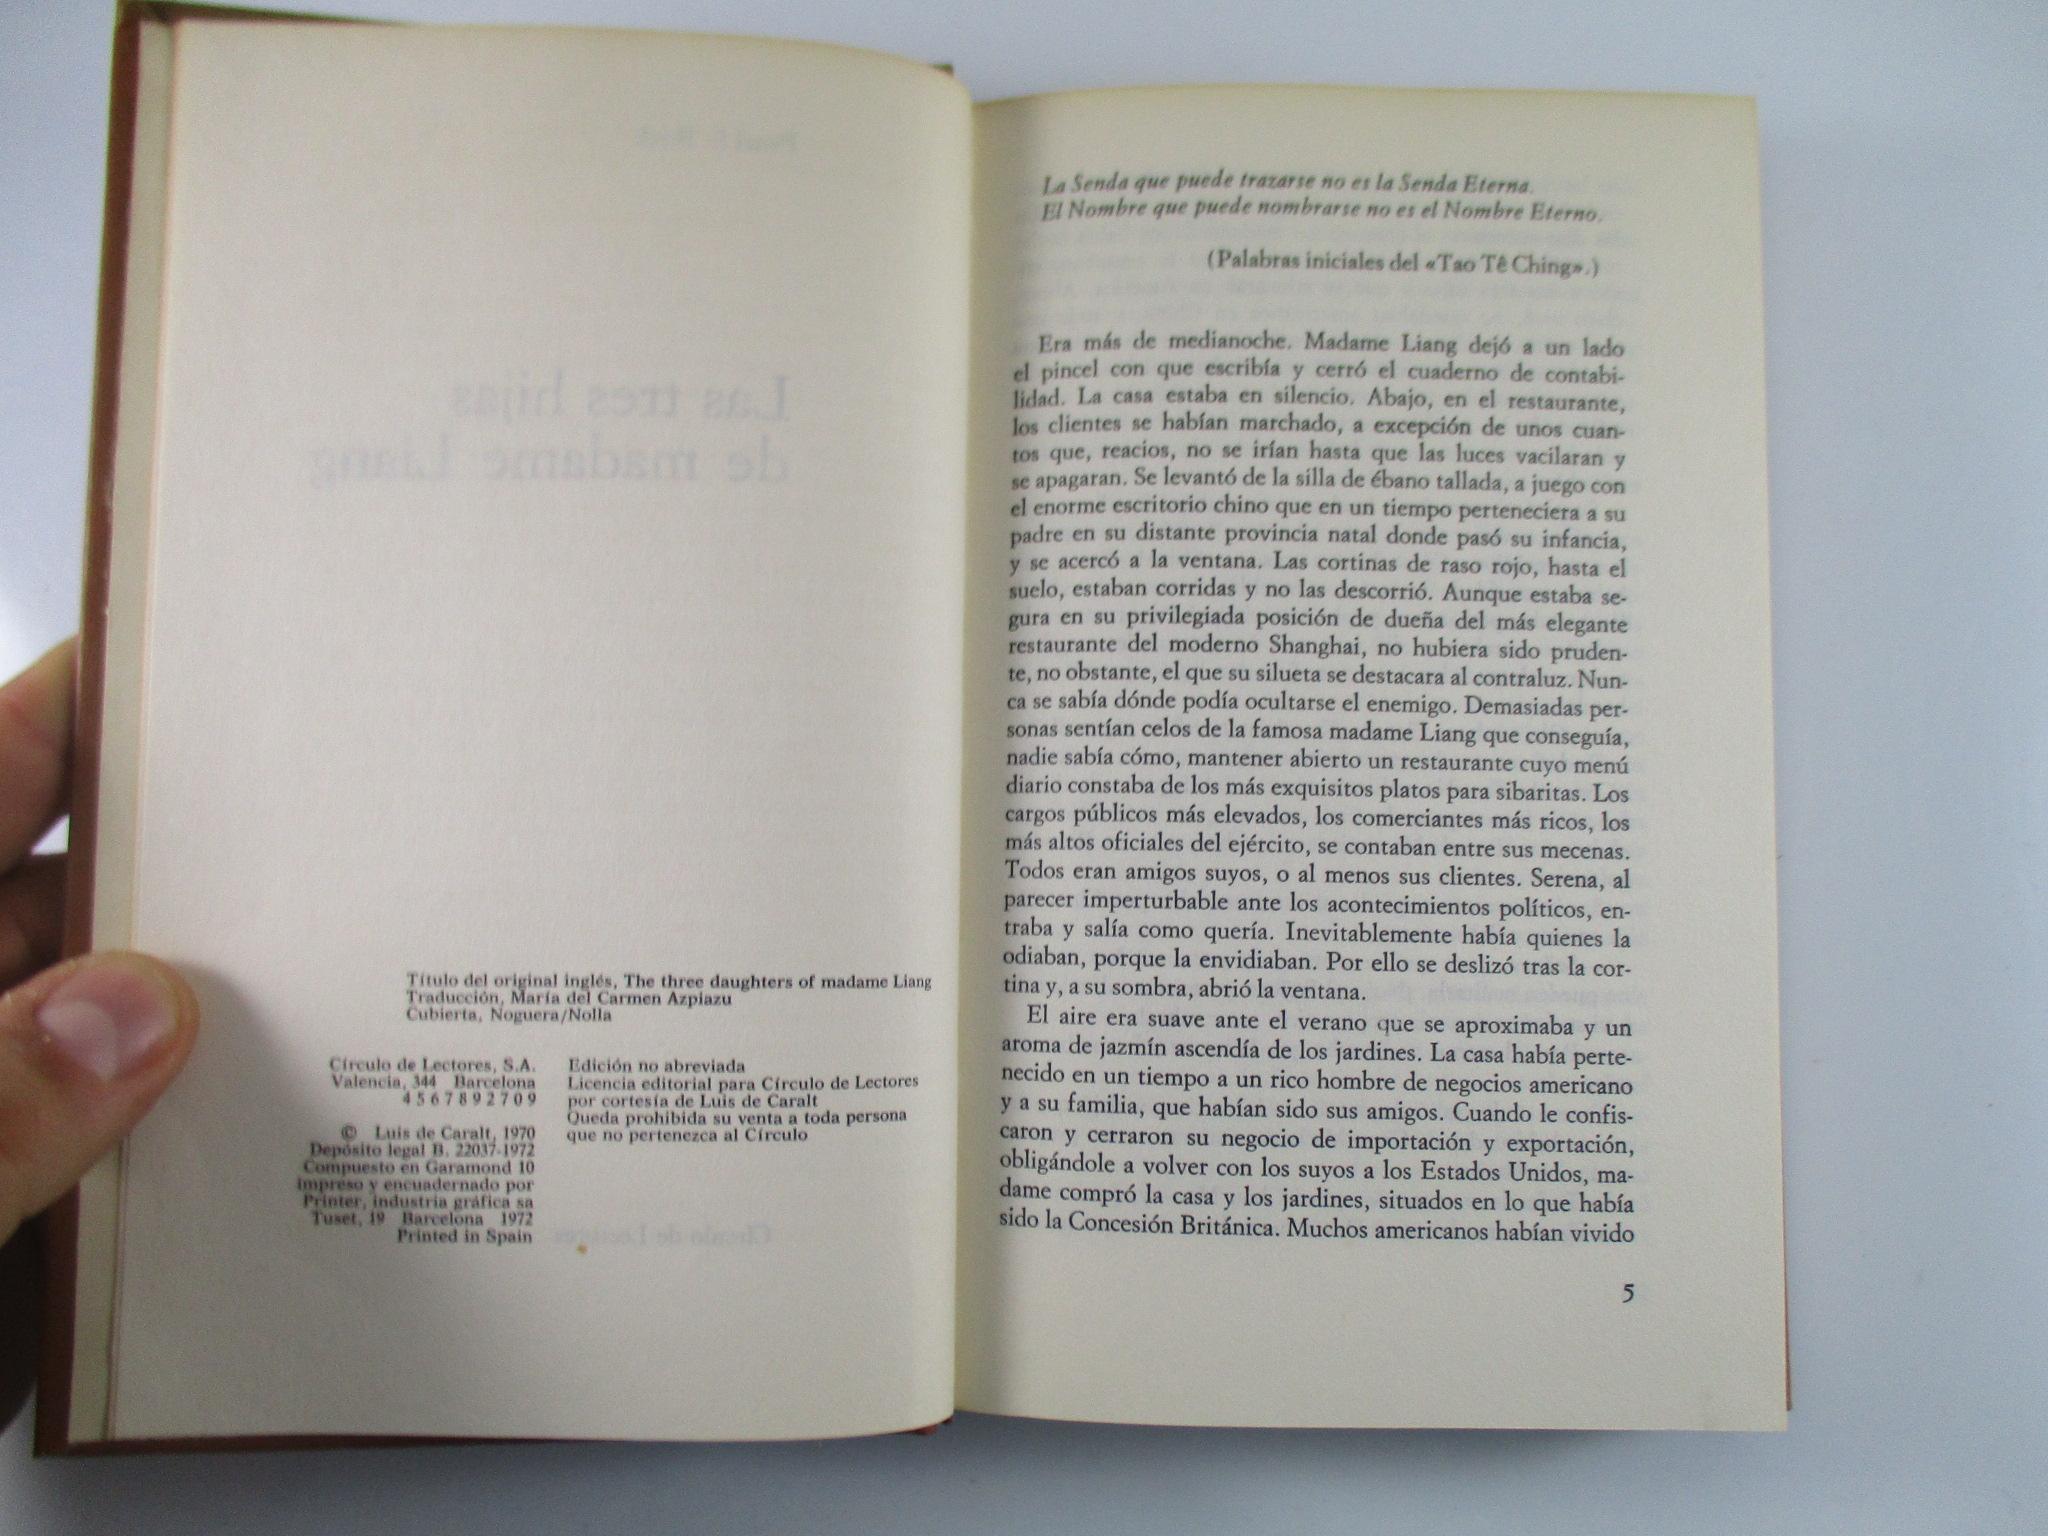 Título del original inglés, The three daughters of madame Liang
Traducción, María del Carmen Azpiazu
Cubierta, Noguera/Nolla
Círculo de Lectores, S.A.
Valencia, 344 Barcelona
4 5 6 7 8 9 2 7 0 9
© Luis de Caralt, 1970
Depósito legal B. 22037-1972
Compuesto en Garamond 10
impreso y encuadernado por
Printer, industria gráfica sa
Tuset, 19 Barcelona 1972
Printed in Spain
Edición no abreviada
Licencia editorial para Círculo de Lectores
por cortesía de Luis de Caralt
Queda prohibida su venta a toda persona
que no pertenezca al Círculo
La Senda que puede trazarse no es la Senda Eterna.
El Nombre que puede nombrarse no es el Nombre Eterno.
(Palabras iniciales del «Tao Tê Ching».)
Era más de medianoche. Madame Liang dejó a un lado
el pincel con que escribía y cerró el cuaderno de contabi-
lidad. La casa estaba en silencio. Abajo, en el restaurante,
los clientes se habían marchado, a excepción de unos cuan-
tos que, reacios, no se irían hasta que las luces vacilaran y
se apagaran. Se levantó de la silla de ébano tallada, a juego con
el enorme escritorio chino que en un tiempo perteneciera a su
padre en su distante provincia natal donde pasó su infancia,
y se acercó a la ventana. Las cortinas de raso rojo, hasta el
suelo, estaban corridas y no las descorrió. Aunque estaba se-
gura en su privilegiada posición de dueña del más elegante
restaurante del moderno Shanghai, no hubiera sido pruden-
te, no obstante, el que su silueta se destacara al contraluz. Nun-
ca se sabía dónde podía ocultarse el enemigo. Demasiadas per-
sonas sentían celos de la famosa madame Liang que conseguía,
nadie sabía cómo, mantener abierto un restaurante cuyo menú
diario constaba de los más exquisitos platos para sibaritas. Los
cargos públicos más elevados, los comerciantes más ricos, los
más altos oficiales del ejército, se contaban entre sus mecenas.
Todos eran amigos suyos, o al menos sus clientes. Serena, al
parecer imperturbable ante los acontecimientos políticos, en-
traba y salía como quería. Inevitablemente había quienes la
odiaban, porque la envidiaban. Por ello se deslizó tras la cor-
tina y, a su sombra, abrió la ventana.
El aire era suave ante el verano que se aproximaba y un
aroma de jazmín ascendía de los jardines. La casa había perte-
necido en un tiempo a un rico hombre de negocios americano
y a su familia, que habían sido sus amigos. Cuando le confis-
caron y cerraron su negocio de importación y exportación,
obligándole a volver con los suyos a los Estados Unidos, ma-
dame compró la casa y los jardines, situados en lo que había
sido la Concesión Británica. Muchos americanos habían vivido
5